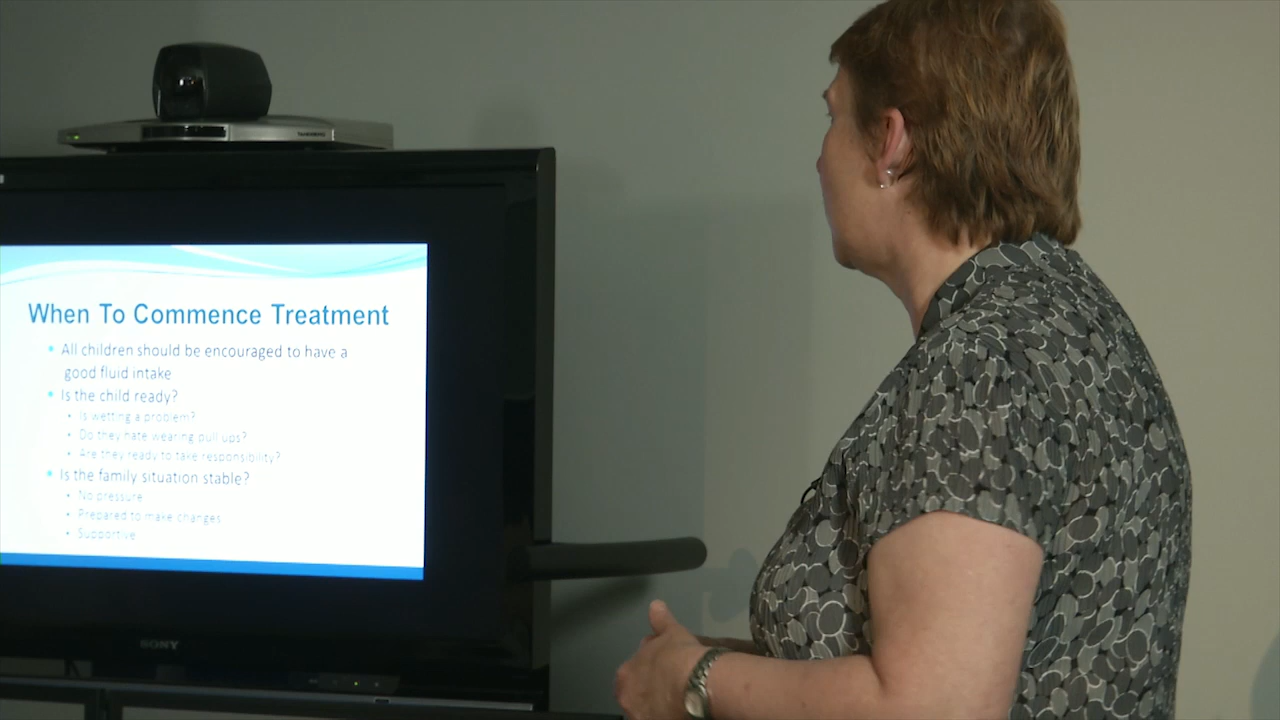 TANDBERG
When To Commence Treatment
All children should be encouraged to have a
good fluid intake
Is the child ready?
Is wetting a problem?
Do they hate wearing pull ups?
Are they ready to take responsibility?
Is the family situation stable?
No pressure
Prepared to make changes
Supportive
SONY